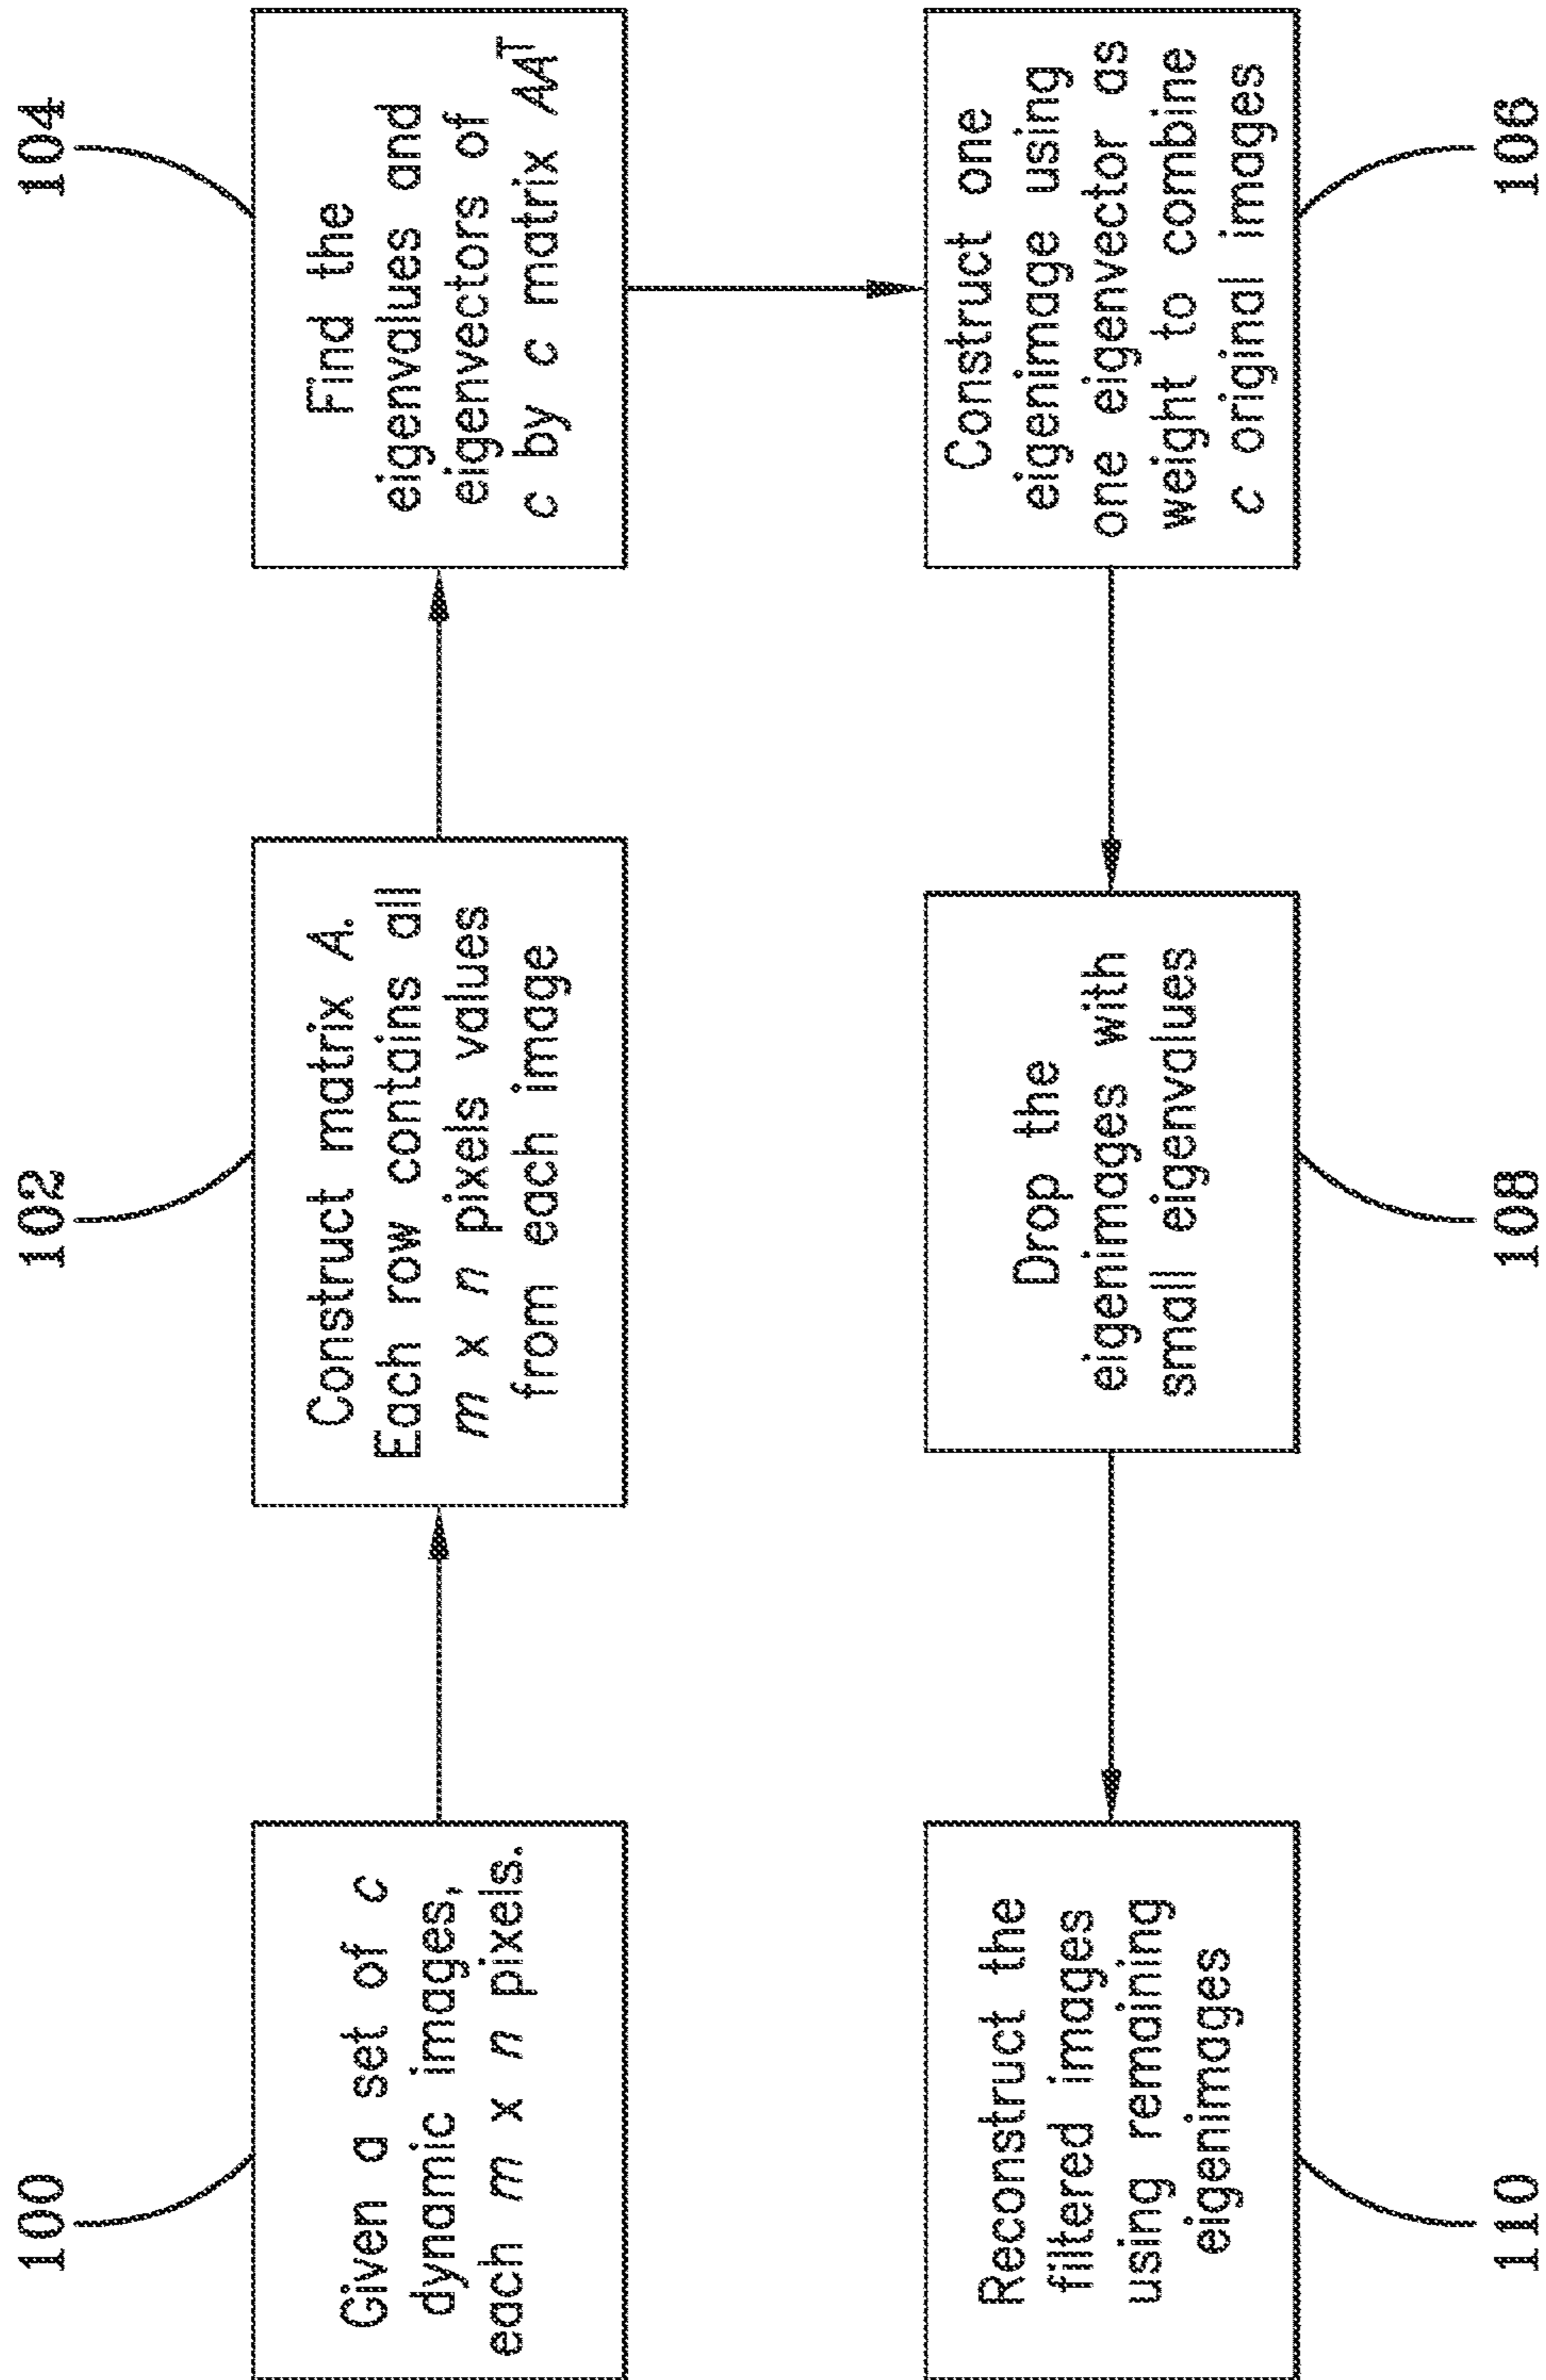 100
Given a set of c
dynamic images,
each m x n pixels.
102
Construct matrix A.
Each row contains all
m x n pixels values
from each image
104
Find the
eigenvalues and
eigenvectors of
c by c matrix AAᵀ
Construct one
eigenimage using
one eigenvector as
weight to combine
c original images
106
Drop the
eigenimages with
small eigenvalues
108
Reconstruct the
filtered images
using remaining
eigenimages
110